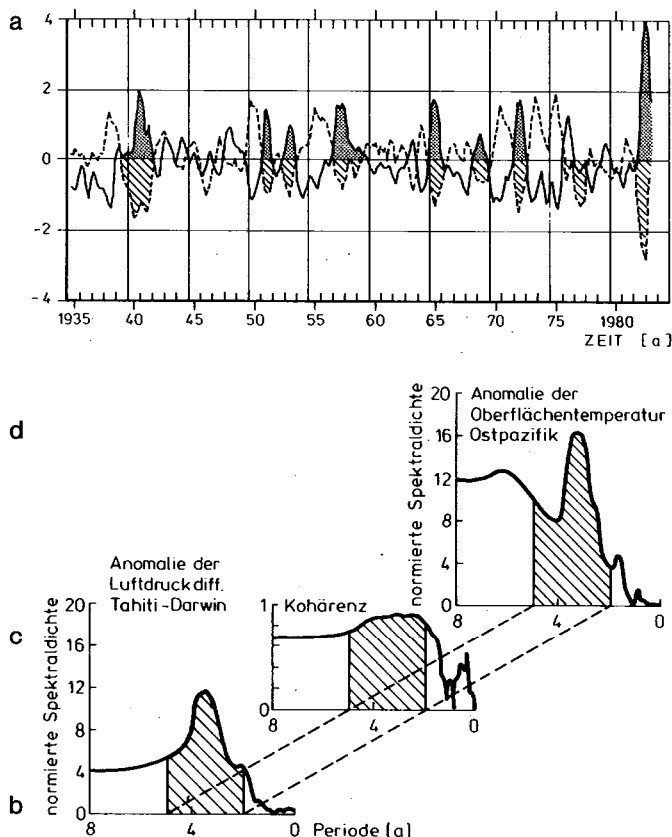 a
4
2
0
-2
-4
1935 40 45 50 55 60 65 70 75 1980
ZEIT [a]
d
normierte Spektraldichte
Anomalie der
Oberflächentemperatur
Ostpazifik
20
16
12
8
4
0
8 4 0
c
Kohärenz
1
0
8 4 0
b
Anomalie der
Luftdruckdiff.
Tahiti-Darwin
normierte Spektraldichte
20
16
12
8
4
0
8 4 0
Periode [a]